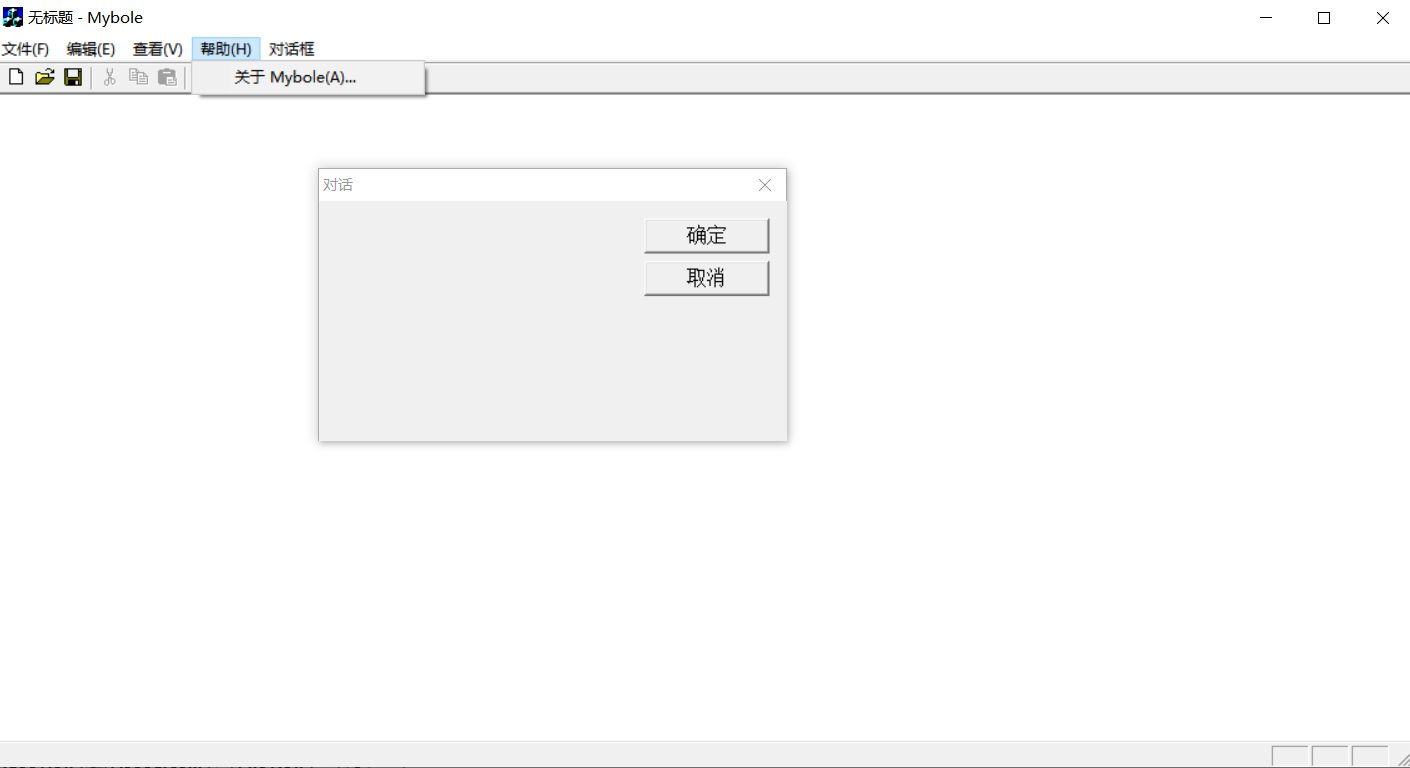 无标题 - Mybole
文件(F) 编辑(E) 查看(V) 帮助(H) 对话框
关于 Mybole(A)...
对话
确定
取消